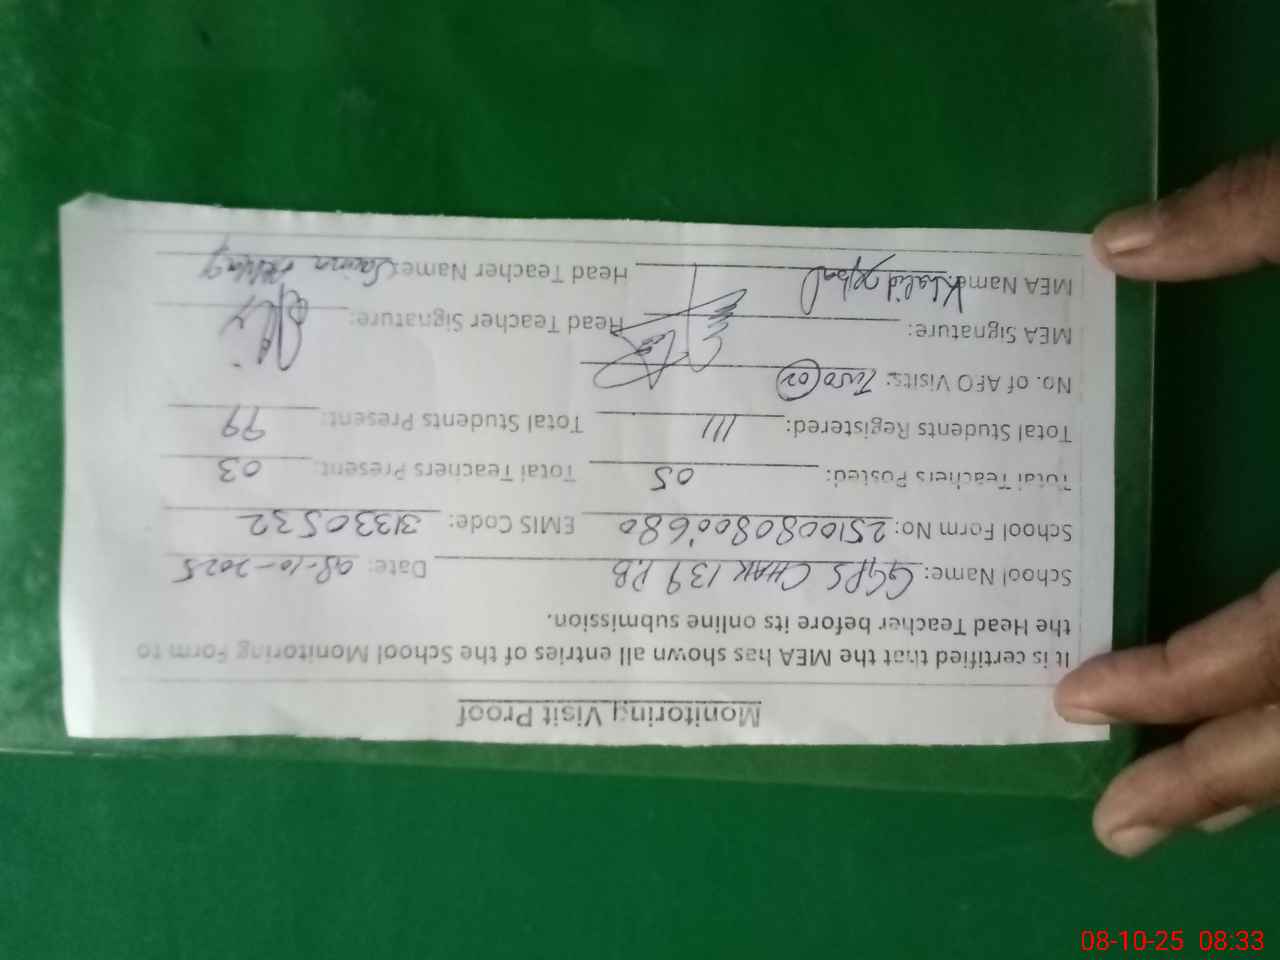 Monitoring Visit Proof
It is certified that the MEA has shown all entries of the School Monitoring Form to
the Head Teacher before its online submission.
School Name: GGPS CHAK 139 P.B Date: 08-10-2025
School Form No: 2510080800680 EMIS Code: 31330532
Total Teachers Posted: 05 Total Teachers Present: 03
Total Students Registered: 111 Total Students Present: 99
No. of AEO Visits: Two (02)
MEA Signature: Head Teacher Signature:
MEA Name: Khalid Head Teacher Name: Saima
08-10-25 08:33